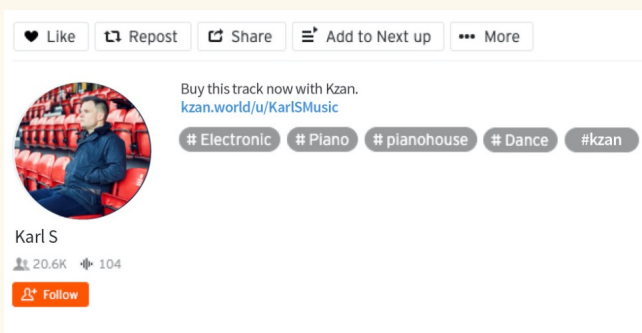 Like Repost Share Add to Next up More
Buy this track now with Kzan.
kzan.world/u/KarlSMusic
# Electronic # Piano # pianohouse # Dance #kzan
Karl S
20.6K 104
Follow